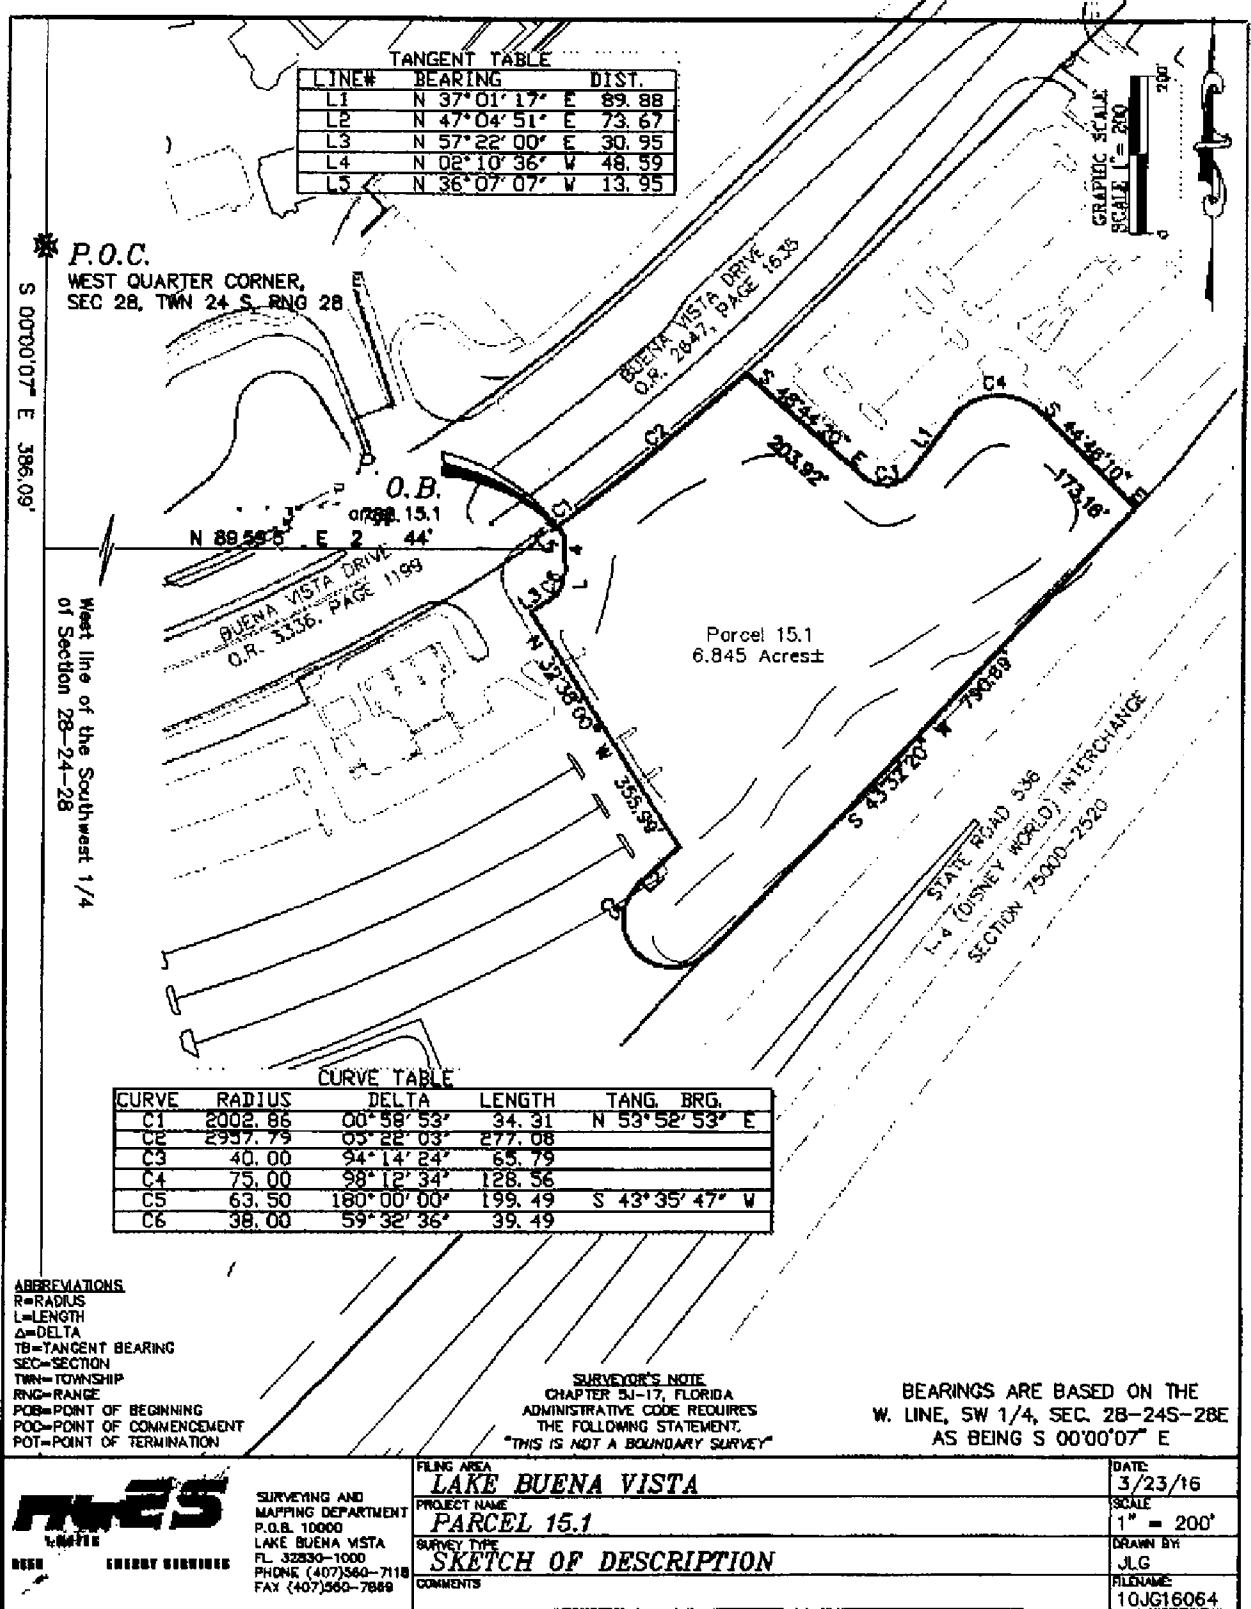 TANGENT TABLE
LINE# BEARING DIST.
L1 N 37°01'17" E 89.88
L2 N 47°04'51" E 73.67
L3 N 57°22'00" E 30.95
L4 N 02°10'36" W 48.59
L5 N 36°07'07" W 13.95
GRAPHIC SCALE
SCALE 1"= 200
0
200'
P.O.C.
WEST QUARTER CORNER,
SEC 28, TWN 24 S, RNG 28 E
S 00°00'07" E 386.09'
BUENA VISTA DRIVE
O.R. 2647, PAGE 1635
C4
S 48°44'20" E
203.92'
C3
L1
S 44°46'10" E
173.16'
C2
C1
O.B.
15.1
N 89 E 2 44'
L5
L4
C6
L3
BUENA VISTA DRIVE
O.R. 3336, PAGE 1199
West line of the Southwest 1/4
of Section 28-24-28
Parcel 15.1
6.845 Acres±
N 32°38'00" W 355.99'
S 43°32'20" W 790.89'
L2
C5
STATE ROAD 536
I-4 (DISNEY WORLD) INTERCHANGE
SECTION 75000-2520
CURVE TABLE
CURVE RADIUS DELTA LENGTH TANG. BRG.
C1 2002.86 00°58'53" 34.31 N 53°52'53" E
C2 2957.79 05°22'03" 277.08
C3 40.00 94°14'24" 65.79
C4 75.00 98°12'34" 128.56
C5 63.50 180°00'00" 199.49 S 43°35'47" W
C6 38.00 59°32'36" 39.49
ABBREVIATIONS
R=RADIUS
L=LENGTH
Δ=DELTA
TB=TANGENT BEARING
SEC=SECTION
TWN=TOWNSHIP
RNG=RANGE
POB=POINT OF BEGINNING
POC=POINT OF COMMENCEMENT
POT=POINT OF TERMINATION
SURVEYOR'S NOTE
CHAPTER 5J-17, FLORIDA
ADMINISTRATIVE CODE REQUIRES
THE FOLLOWING STATEMENT.
"THIS IS NOT A BOUNDARY SURVEY"
BEARINGS ARE BASED ON THE
W. LINE, SW 1/4, SEC. 28-24S-28E
AS BEING S 00°00'07" E
ENERGY SERVICES
SURVEYING AND
MAPPING DEPARTMENT
P.O.B. 10000
LAKE BUENA VISTA
FL 32830-1000
PHONE (407)560-7118
FAX (407)560-7869
FILING AREA
LAKE BUENA VISTA
PROJECT NAME
PARCEL 15.1
SURVEY TYPE
SKETCH OF DESCRIPTION
COMMENTS
DATE:
3/23/16
SCALE
1" = 200'
DRAWN BY:
JLG
FILENAME:
10JG16064